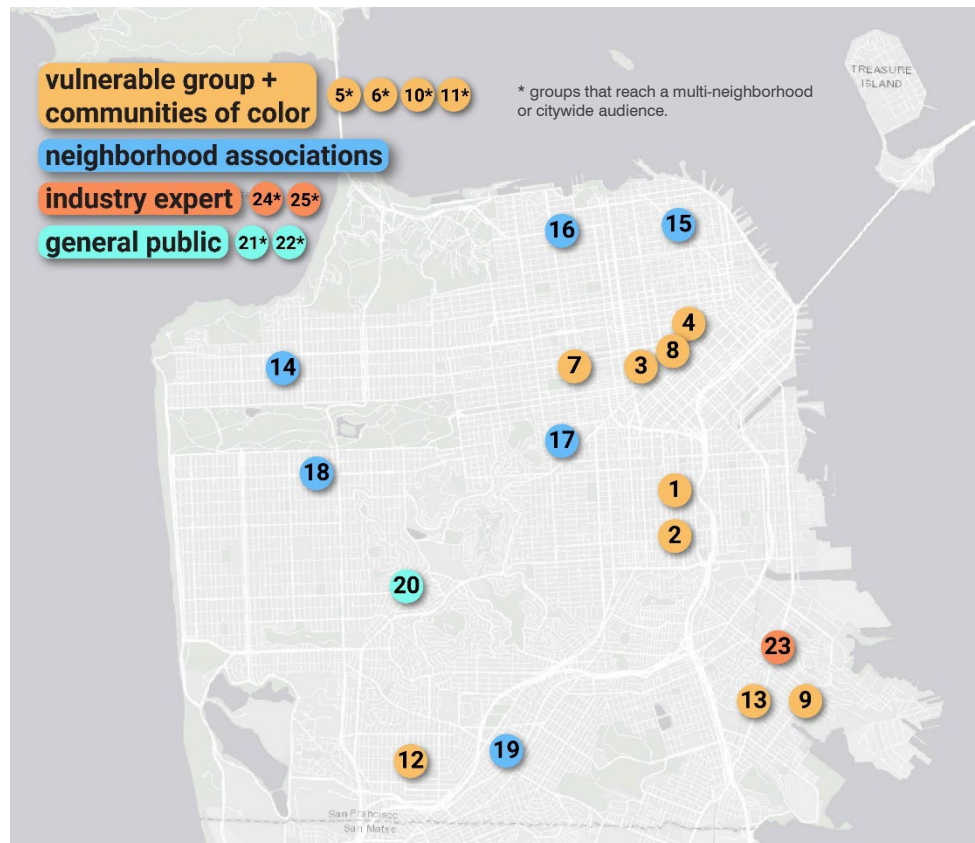 vulnerable group +
communities of color
5* 6* 10* 11*
* groups that reach a multi-neighborhood
or citywide audience.
TREASURE
ISLAND
neighborhood associations
industry expert 24* 25*
general public 21* 22*
16
15
4
8
14
7
3
17
18
1
2
20
23
13
9
19
12
San Francisco
San Mateo